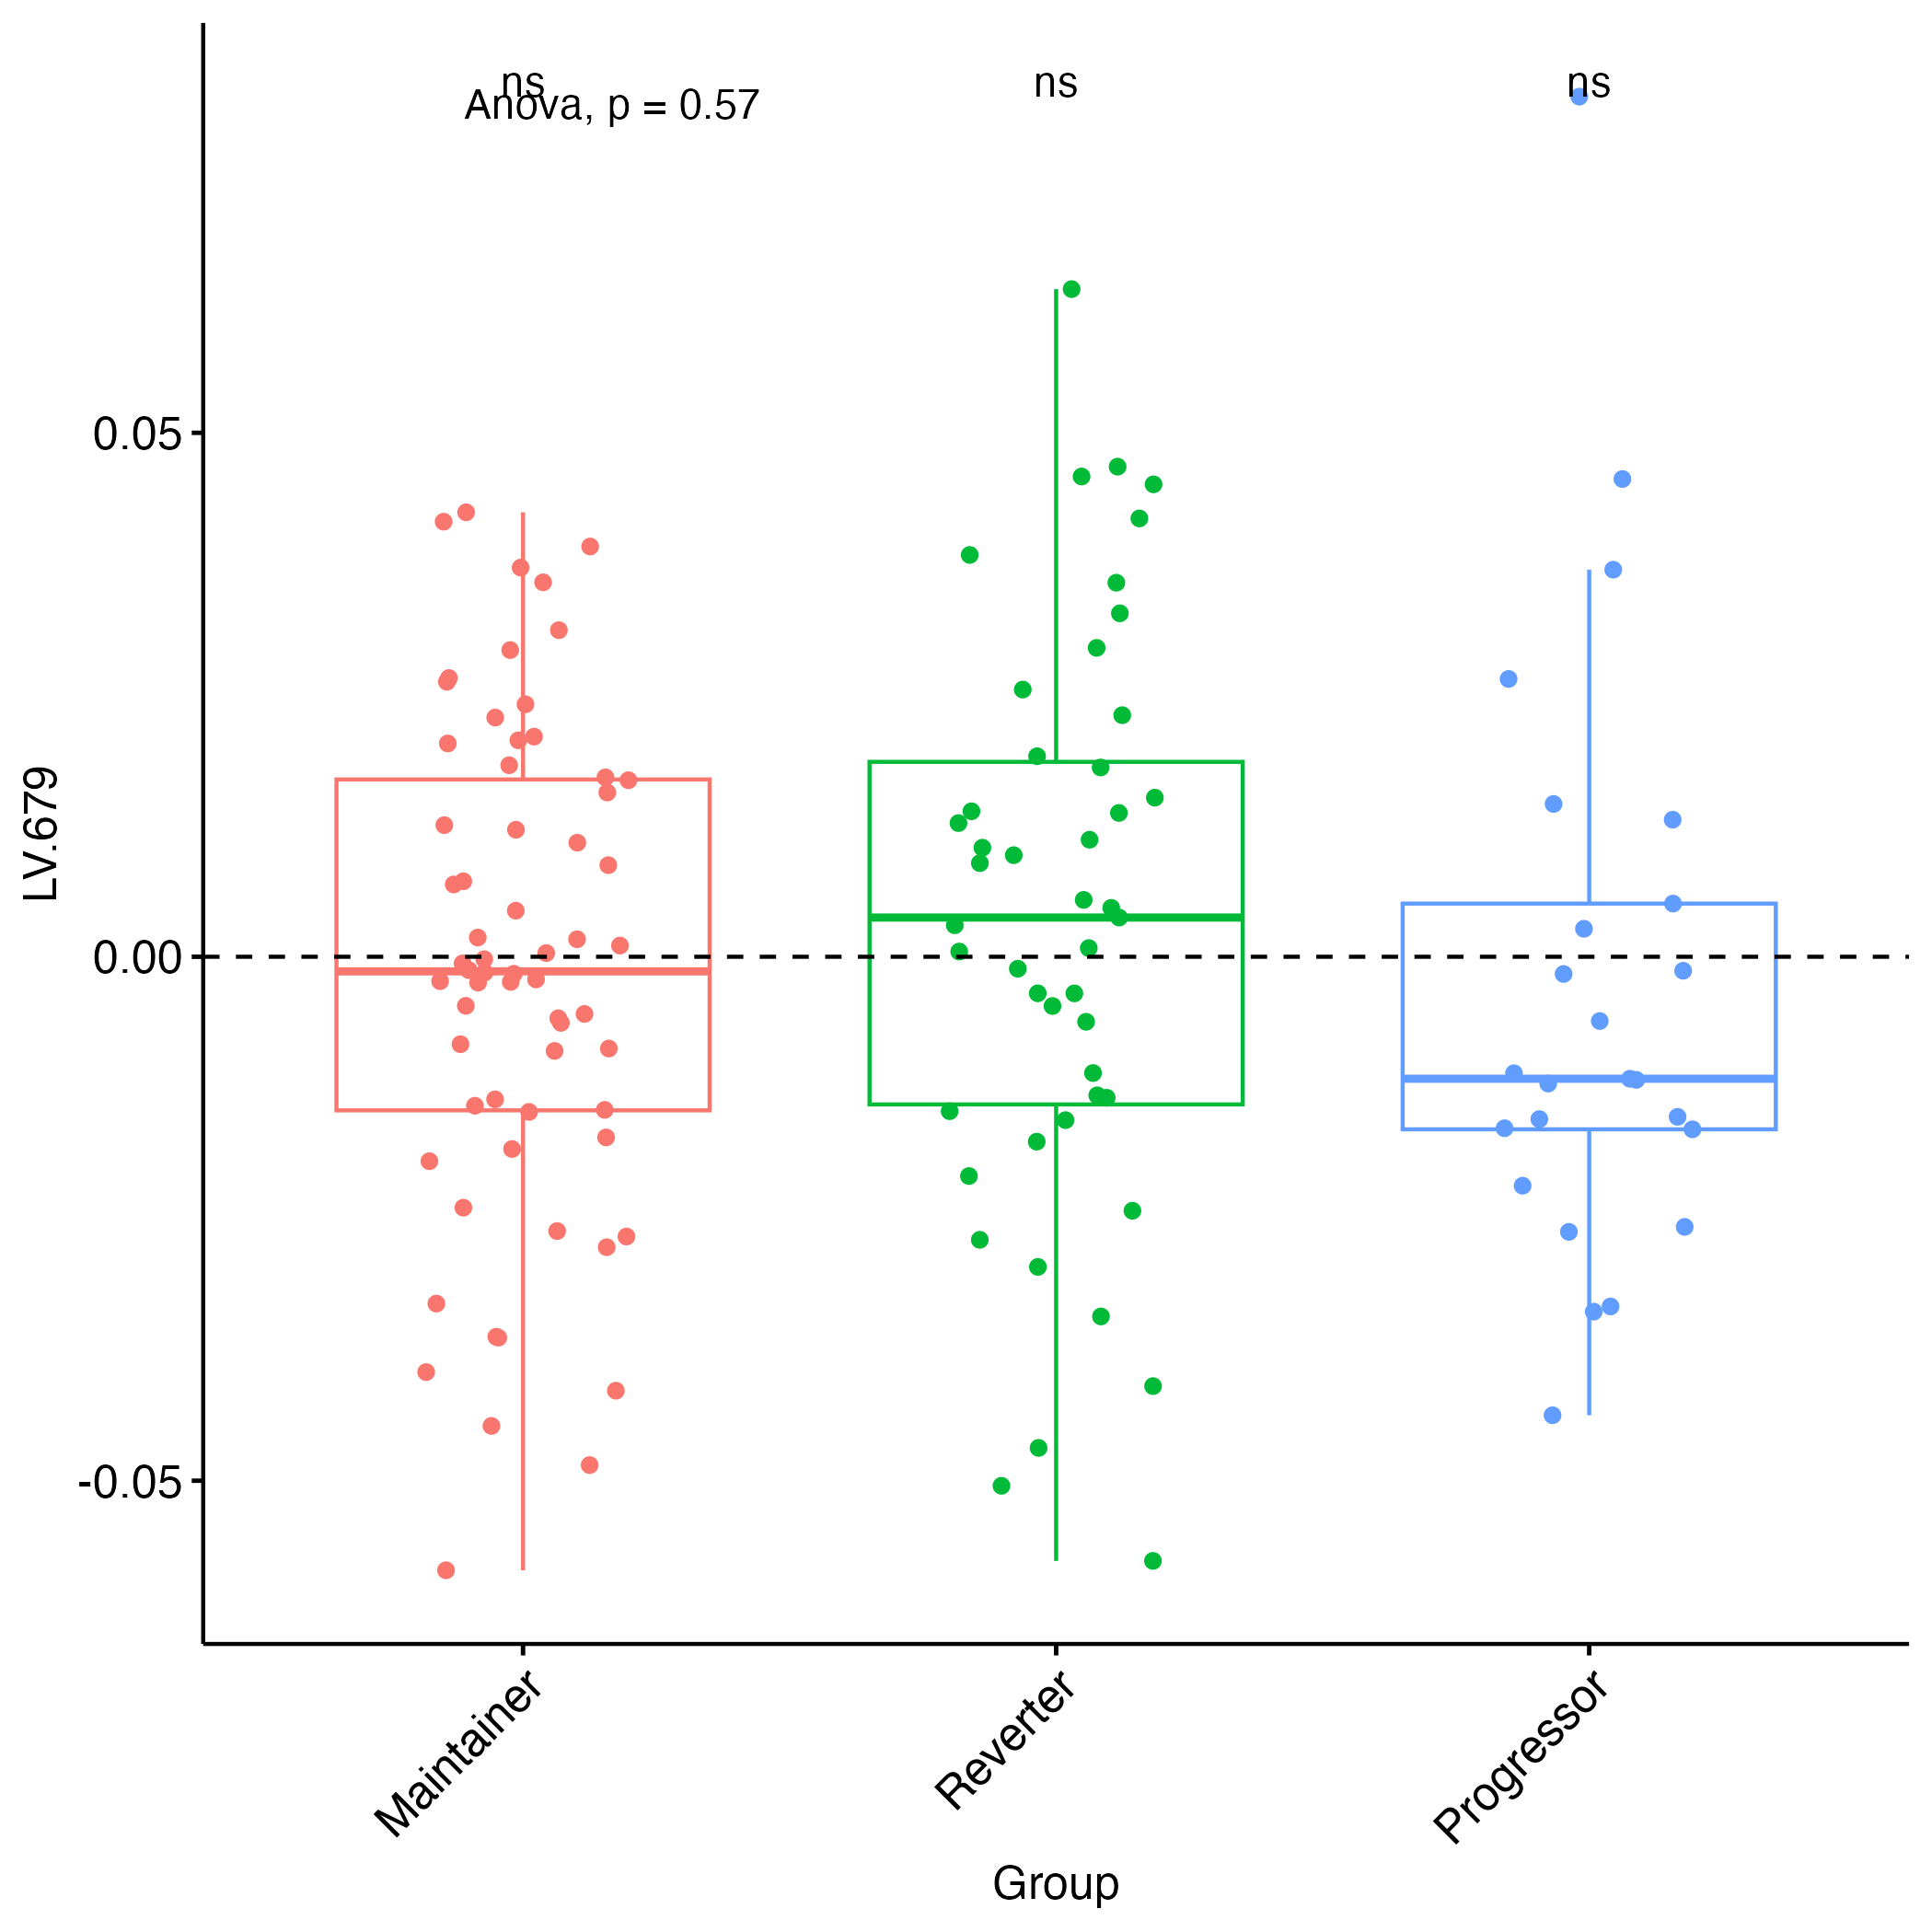 ns
ns
ns
Anova, p = 0.57
LV.679
0.05
0.00
-0.05
Maintainer
Reverter
Progressor
Group